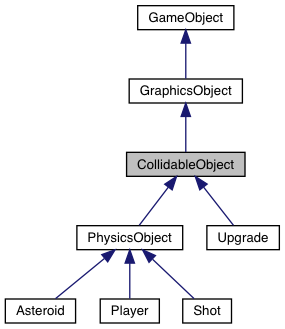 GameObject
GraphicsObject
CollidableObject
PhysicsObject
Upgrade
Asteroid
Player
Shot